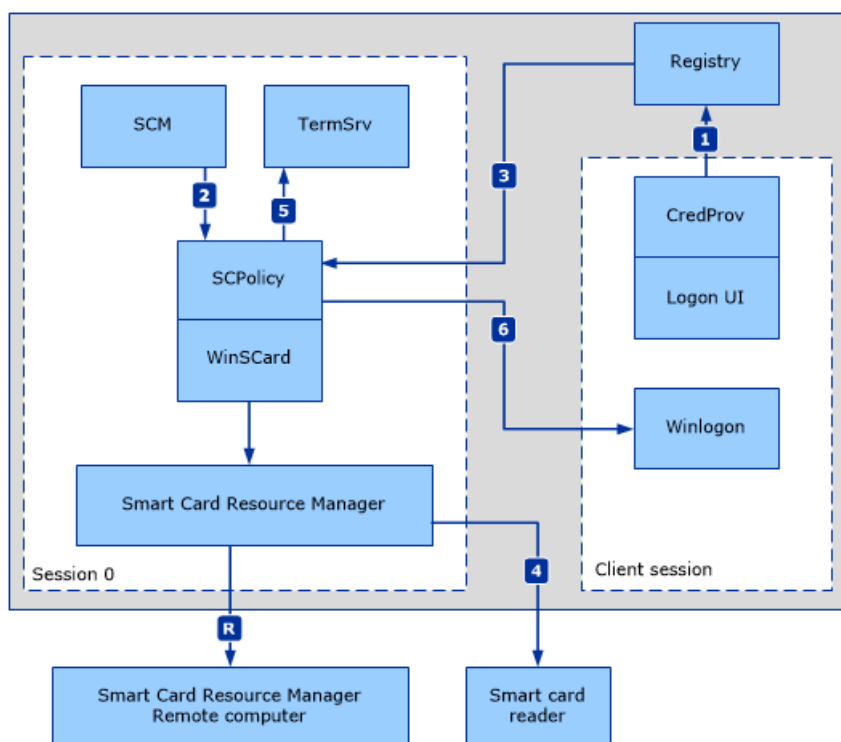 Registry
SCM
TermSrv
1
2
3
5
CredProv
SCPolicy
Logon UI
6
WinSCard
Winlogon
Smart Card Resource Manager
Session 0
4
Client session
R
Smart Card Resource Manager
Remote computer
Smart card
reader